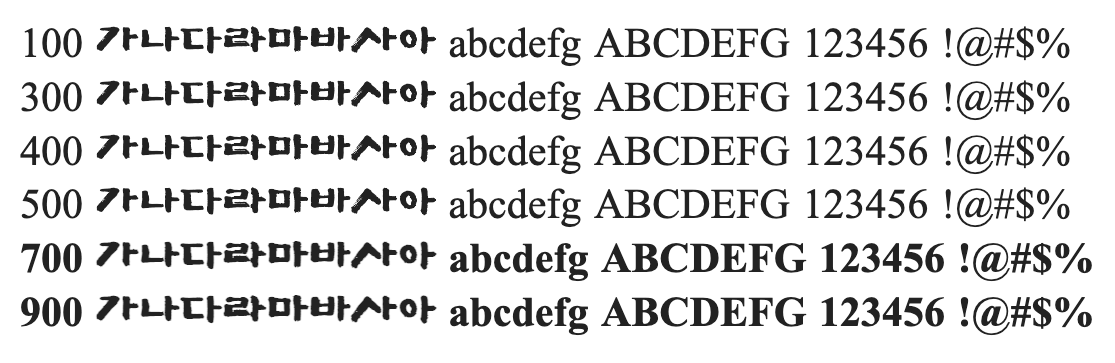 100 가나다라마바사아 abcdefg ABCDEFG 123456 !@#$%
300 가나다라마바사아 abcdefg ABCDEFG 123456 !@#$%
400 가나다라마바사아 abcdefg ABCDEFG 123456 !@#$%
500 가나다라마바사아 abcdefg ABCDEFG 123456 !@#$%
700 가나다라마바사아 abcdefg ABCDEFG 123456 !@#$%
900 가나다라마바사아 abcdefg ABCDEFG 123456 !@#$%